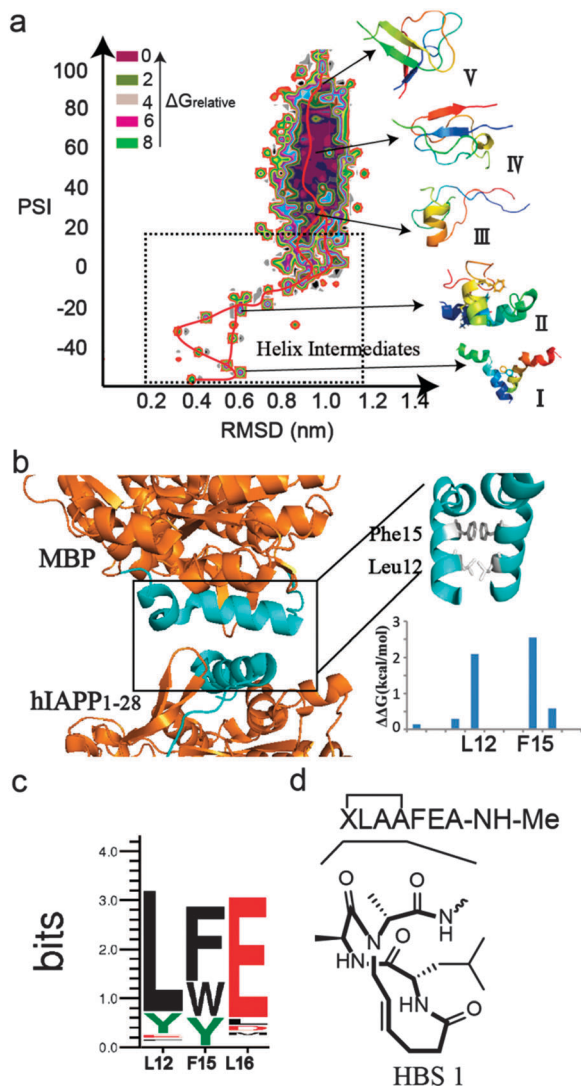 a
100
80
60
40
20
0
-20
-40
PSI
0
2
4
6
8
ΔGrelative
0.2 0.4 0.6 0.8 1.0 1.2 1.4
RMSD (nm)
Helix Intermediates
V
IV
III
II
I
b
MBP
hIAPP1-28
Phe15
Leu12
ΔΔG(kcal/mol)
3
2
1
0
L12 F15
c
bits
4.0
3.0
2.0
1.0
0.0
L
Y
F
W
Y
E
L12 F15 L16
d
XLAAFEA-NH-Me
O
O
N
H
N
O
HN
N
H
O
HBS 1